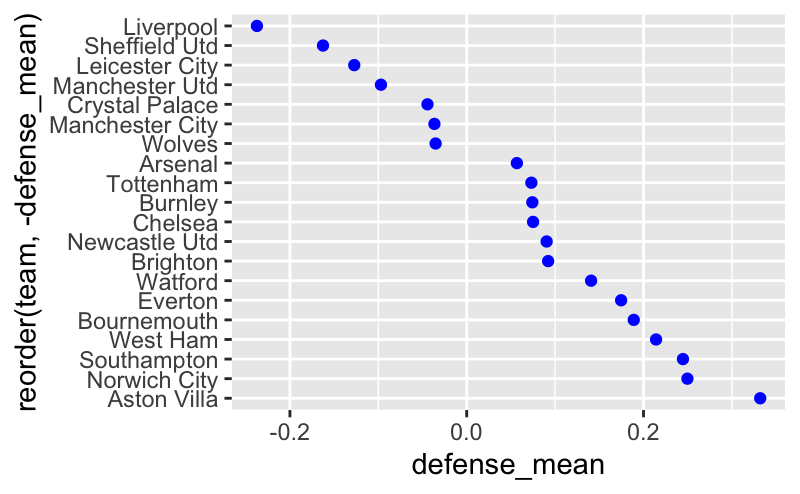 reorder(team, -defense_mean)
Liverpool
Sheffield Utd
Leicester City
Manchester Utd
Crystal Palace
Manchester City
Wolves
Arsenal
Tottenham
Burnley
Chelsea
Newcastle Utd
Brighton
Watford
Everton
Bournemouth
West Ham
Southampton
Norwich City
Aston Villa
-0.2 0.0 0.2
defense_mean